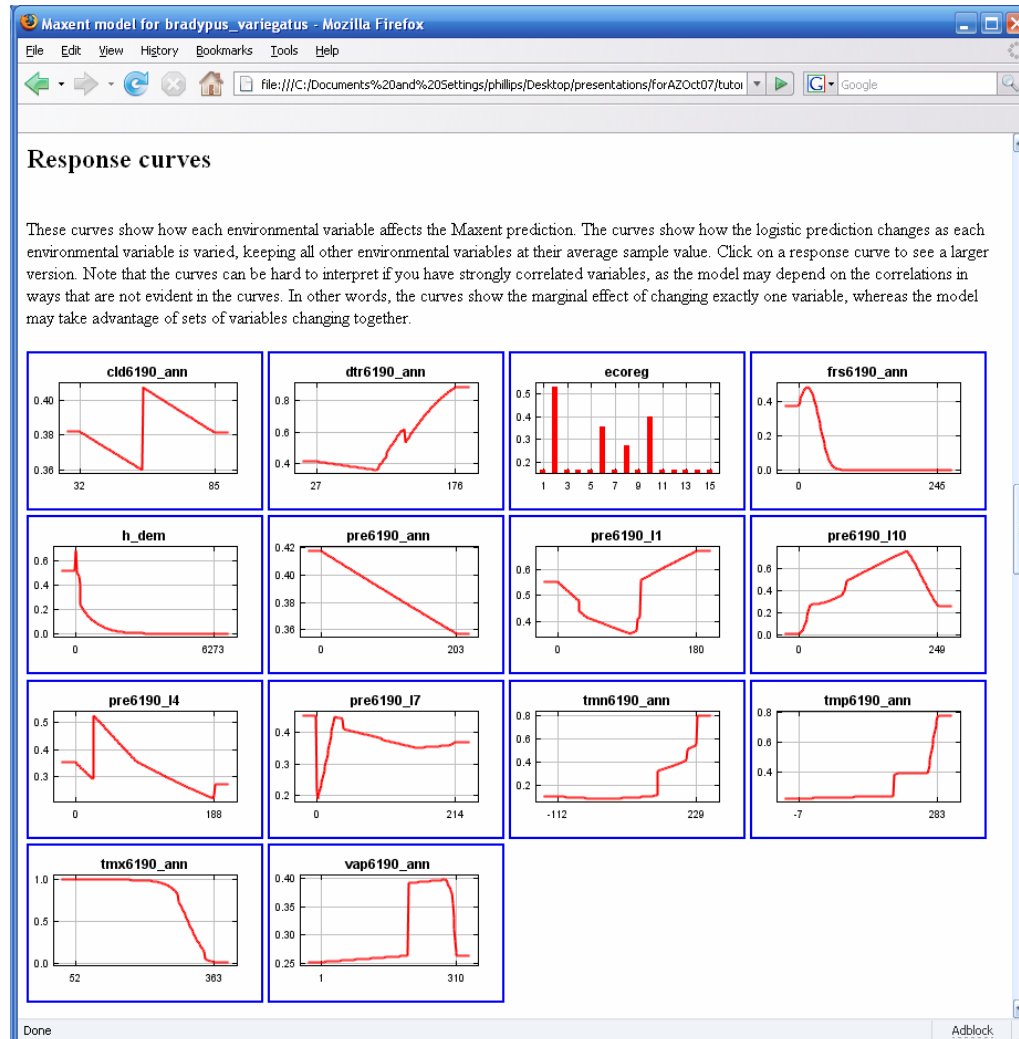 Maxent model for bradypus_variegatus - Mozilla Firefox
File Edit View History Bookmarks Tools Help
file:///C:/Documents%20and%20Settings/phillips/Desktop/presentations/forAZOct07/tutor
G Google
Response curves
These curves show how each environmental variable affects the Maxent prediction. The curves show how the logistic prediction changes as each
environmental variable is varied, keeping all other environmental variables at their average sample value. Click on a response curve to see a larger
version. Note that the curves can be hard to interpret if you have strongly correlated variables, as the model may depend on the correlations in
ways that are not evident in the curves. In other words, the curves show the marginal effect of changing exactly one variable, whereas the model
may take advantage of sets of variables changing together.
cld6190_ann
0.40
0.38
0.36
32 85
dtr6190_ann
0.8
0.6
0.4
27 176
ecoreg
0.5
0.4
0.3
0.2
1 3 5 7 9 11 13 15
frs6190_ann
0.4
0.2
0.0
0 245
h_dem
0.6
0.4
0.2
0.0
0 6273
pre6190_ann
0.42
0.40
0.38
0.36
0 203
pre6190_l1
0.6
0.5
0.4
0 180
pre6190_l10
0.6
0.4
0.2
0.0
0 249
pre6190_l4
0.5
0.4
0.3
0 188
pre6190_l7
0.4
0.3
0.2
0 214
tmn6190_ann
0.8
0.6
0.4
0.2
-112 229
tmp6190_ann
0.8
0.6
0.4
-7 283
tmx6190_ann
1.0
0.5
0.0
52 363
vap6190_ann
0.40
0.35
0.30
0.25
1 310
Done Adblock